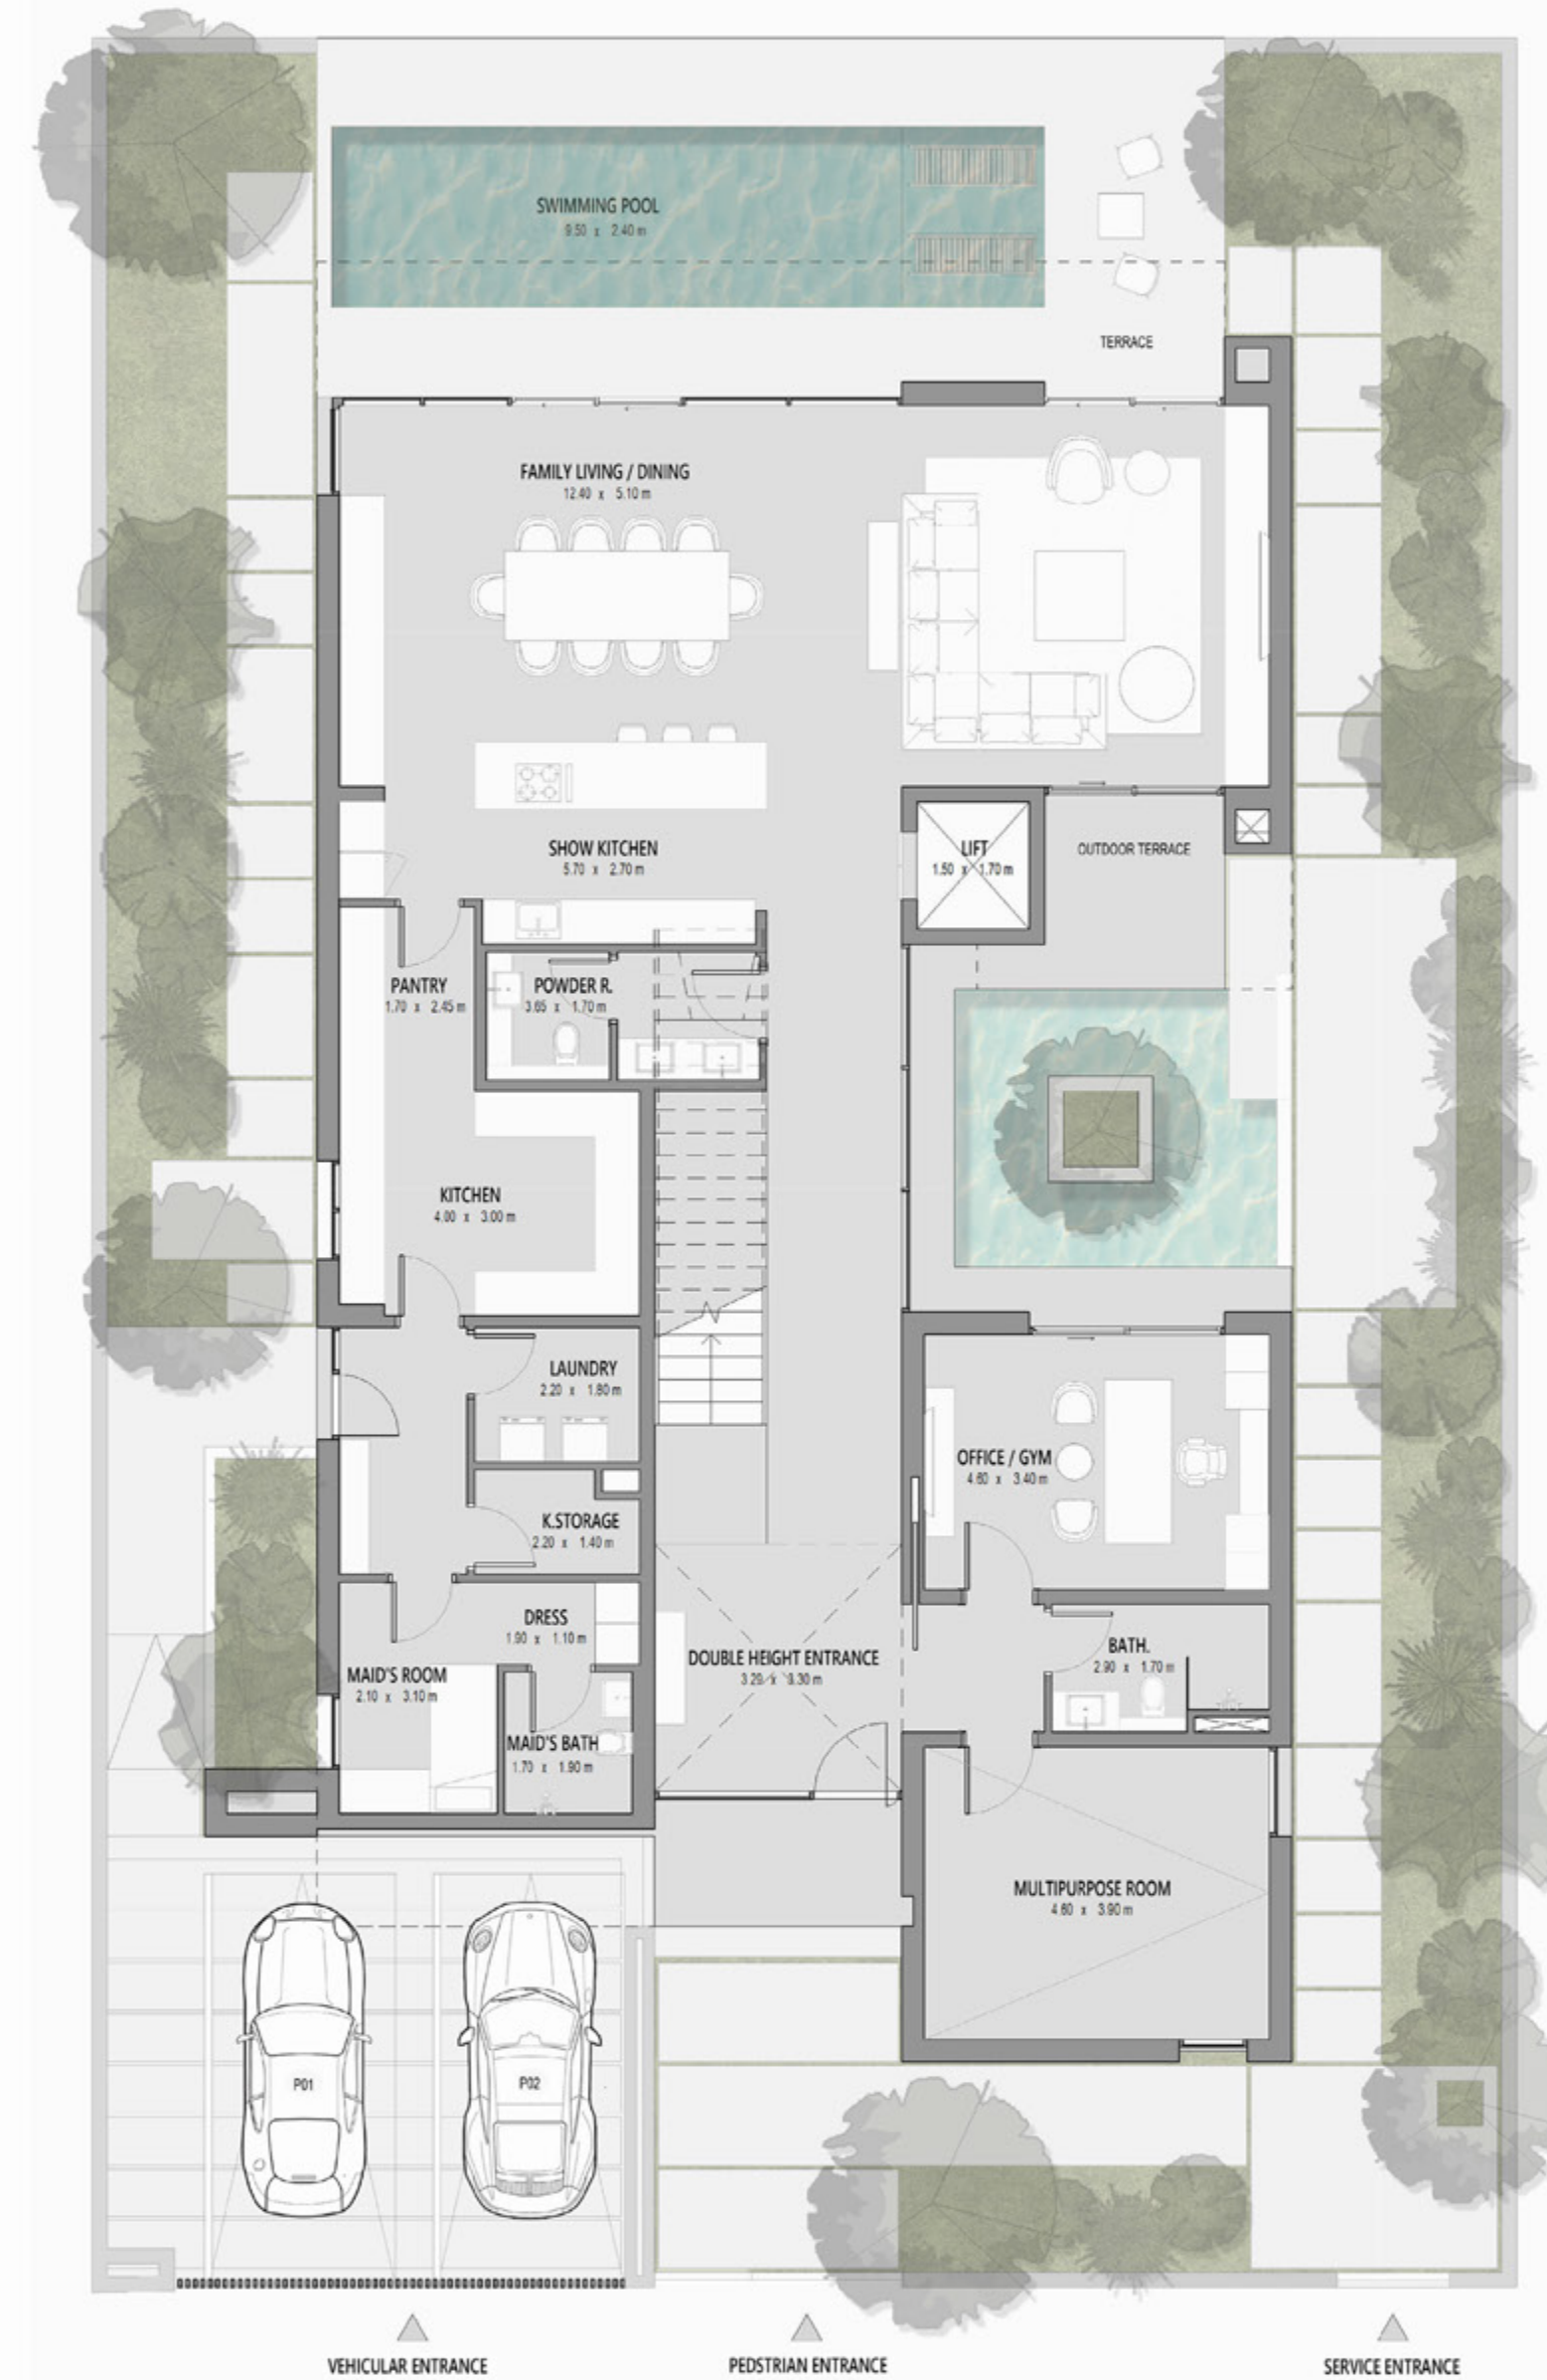 SWIMMING POOL
9.50 x 2.40 m
TERRACE
FAMILY LIVING / DINING
12.40 x 5.10 m
SHOW KITCHEN
5.70 x 2.70 m
LIFT
1.50 x 1.70 m
OUTDOOR TERRACE
PANTRY
1.70 x 2.45 m
POWDER R.
3.65 x 1.70 m
KITCHEN
4.00 x 3.00 m
LAUNDRY
2.20 x 1.80 m
OFFICE / GYM
4.60 x 3.40 m
K.STORAGE
2.20 x 1.40 m
DRESS
1.90 x 1.10 m
MAID'S ROOM
2.10 x 3.10 m
DOUBLE HEIGHT ENTRANCE
3.20 x 3.30 m
BATH.
2.90 x 1.70 m
MAID'S BATH
1.70 x 1.90 m
MULTIPURPOSE ROOM
4.60 x 3.90 m
P01
P02
VEHICULAR ENTRANCE
PEDSTRIAN ENTRANCE
SERVICE ENTRANCE